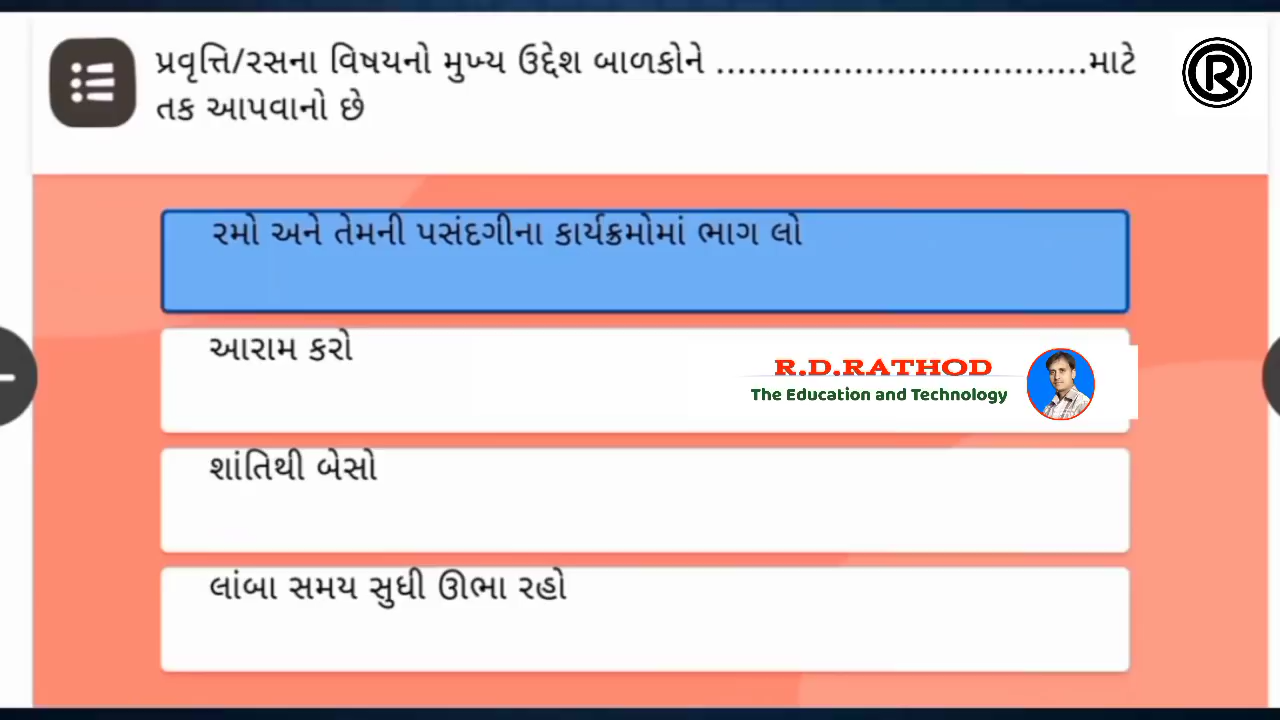 પ્રવૃત્તિ/રસના વિષયનો મુખ્ય ઉદ્દેશ બાળકોને ...................................માટે
તક આપવાનો છે
R
રમો અને તેમની પસંદગીના કાર્યક્રમોમાં ભાગ લો
આરામ કરો
R.D.RATHOD
The Education and Technology
શાંતિથી બેસો
લાંબા સમય સુધી ઊભા રહો